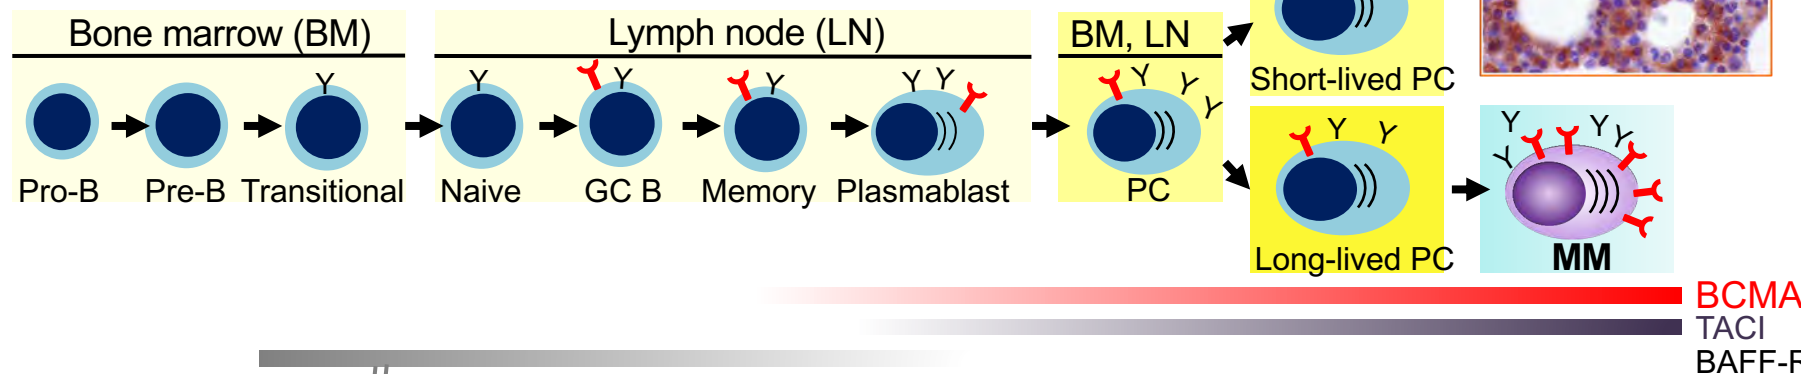 Bone marrow (BM)
Lymph node (LN)
BM, LN
Short-lived PC
Pro-B
Pre-B
Transitional
Naive
GC B
Memory
Plasmablast
PC
Long-lived PC
MM
BCMA
TACI
BAFF-R